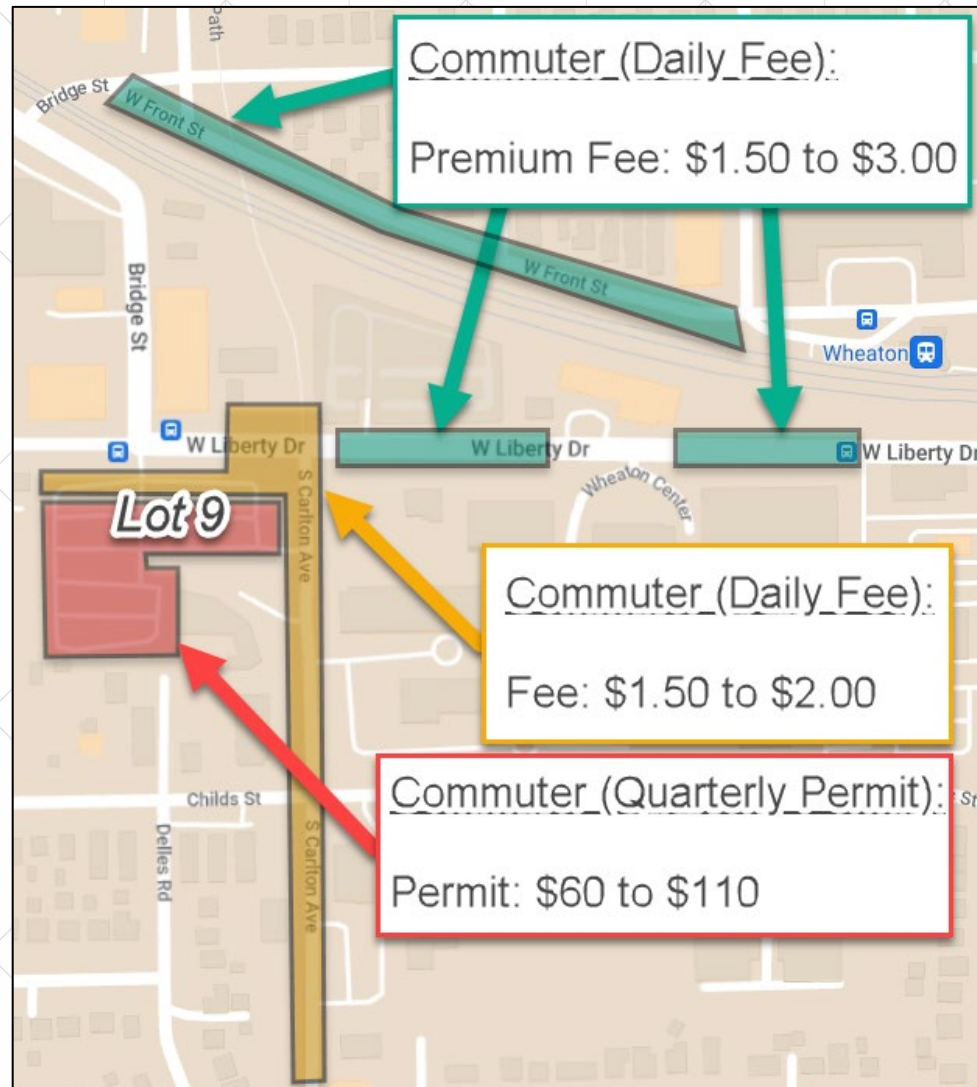 Path
Commuter (Daily Fee):
Premium Fee: $1.50 to $3.00
Bridge St
W Front St
W Front St
Bridge St
Wheaton
W Liberty Dr
W Liberty Dr
W Liberty Dr
Wheaton Center
Lot 9
S Carlton Ave
Commuter (Daily Fee):
Fee: $1.50 to $2.00
Commuter (Quarterly Permit):
Permit: $60 to $110
Childs St
St
Delles Rd
S Carlton Ave